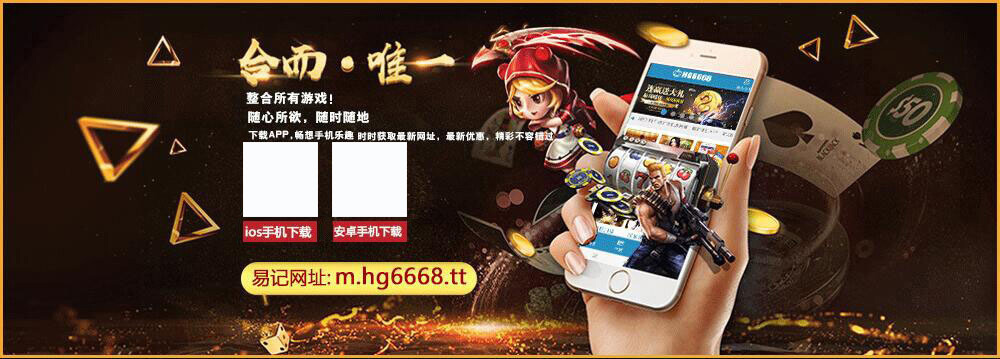 合而·唯一
整合所有游戏！
随心所欲，随时随地
下载APP,畅想手机乐趣 时时获取最新网址，最新优惠，精彩不容错过
ios手机下载
安卓手机下载
易记网址: m.hg6668.tt
HG6668
50